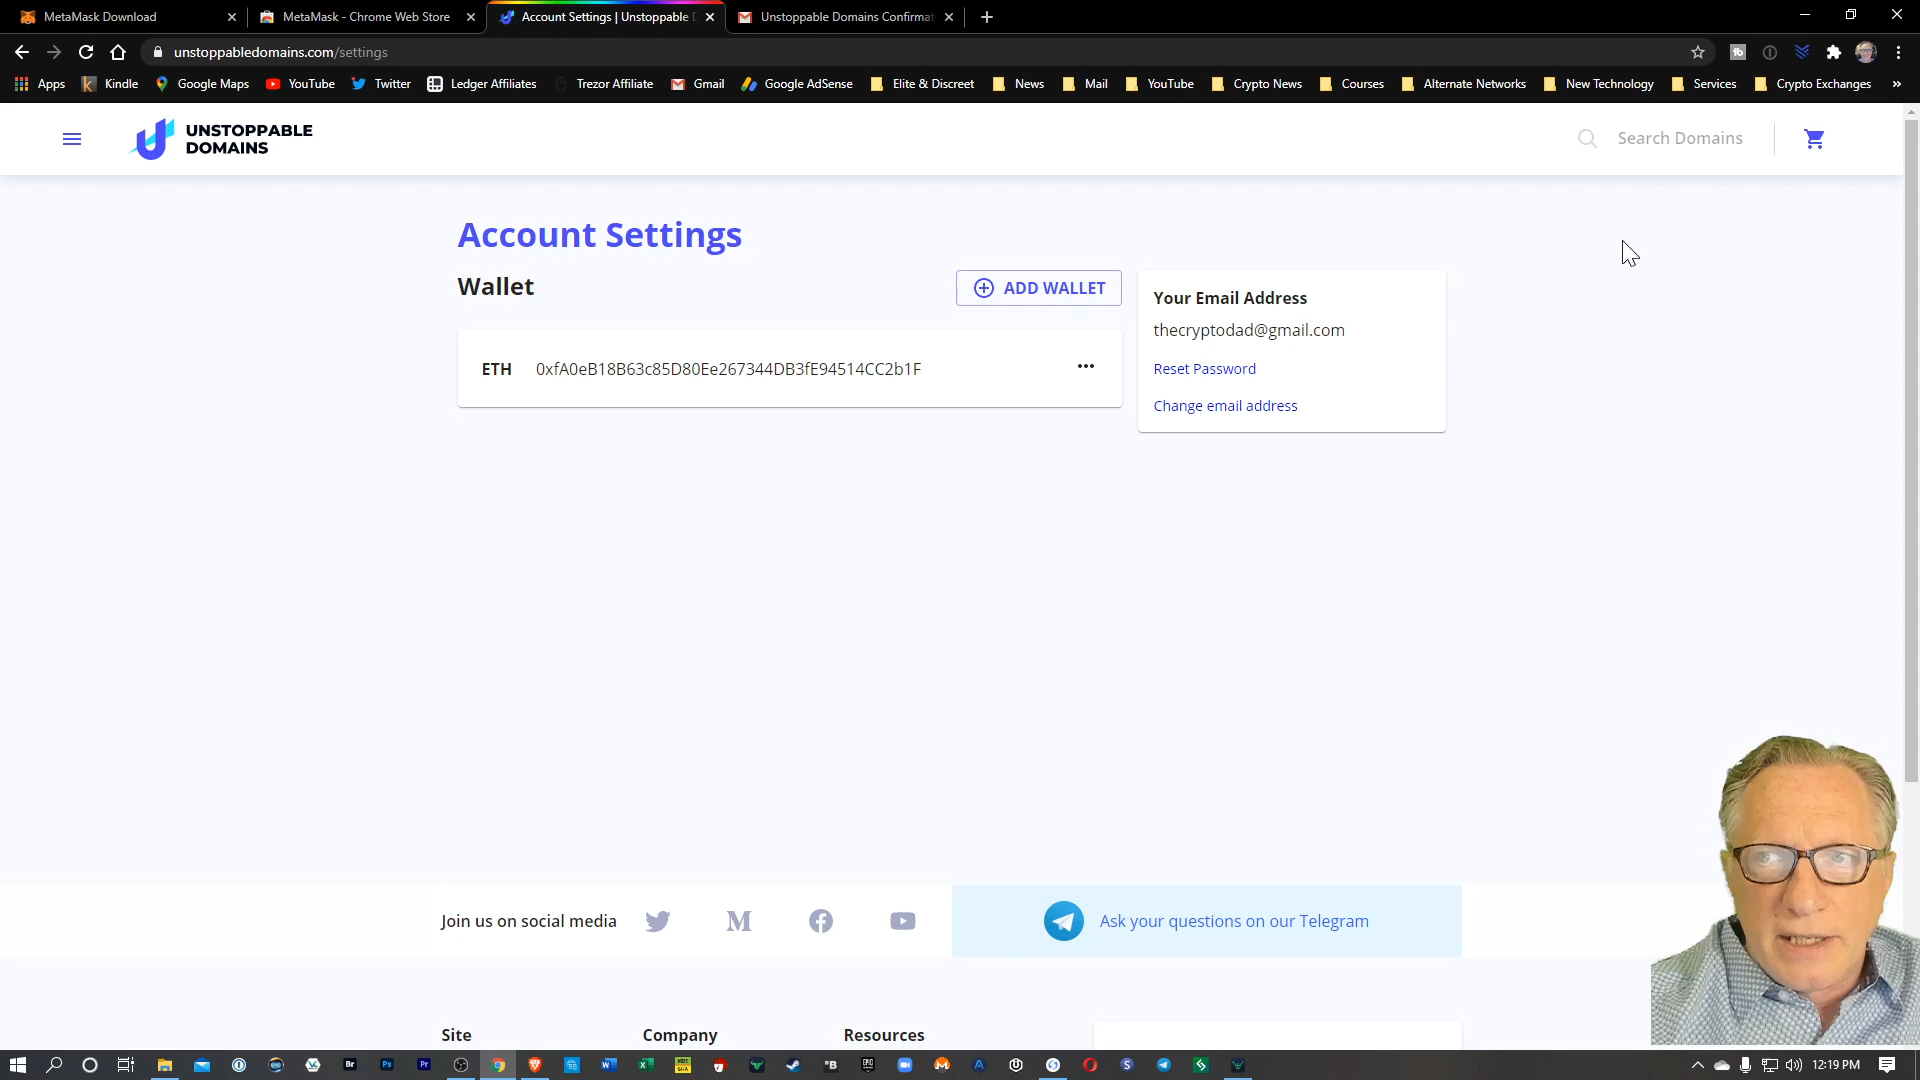 MetaMask Download
MetaMask - Chrome Web Store
Account Settings | Unstoppable D
Unstoppable Domains Confirmat
unstoppabledomains.com/settings
Apps
Kindle
Google Maps
YouTube
Twitter
Ledger Affiliates
Trezor Affiliate
Gmail
Google AdSense
Elite & Discreet
News
Mail
YouTube
Crypto News
Courses
Alternate Networks
New Technology
Services
Crypto Exchanges
»
UNSTOPPABLE
DOMAINS
Search Domains
Account Settings
Wallet
ADD WALLET
ETH 0xfA0eB18B63c85D80Ee267344DB3fE94514CC2b1F
Your Email Address
thecryptodad@gmail.com
Reset Password
Change email address
Join us on social media
Ask your questions on our Telegram
Site
Company
Resources
12:19 PM